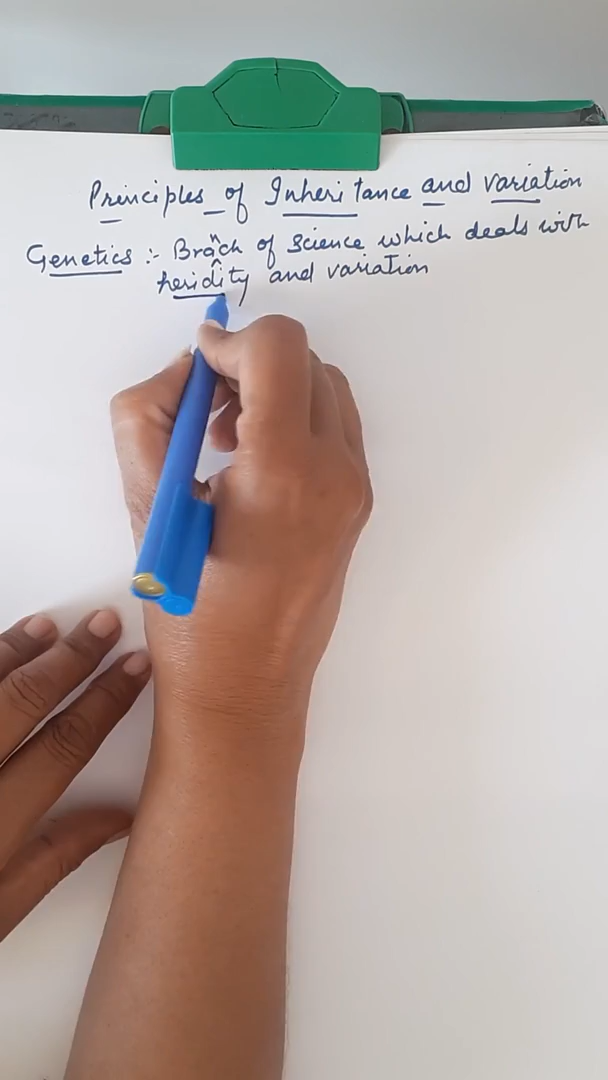 Principles of Inheritance and variation
Genetics :- Branch of science which deals with
heridity and variation